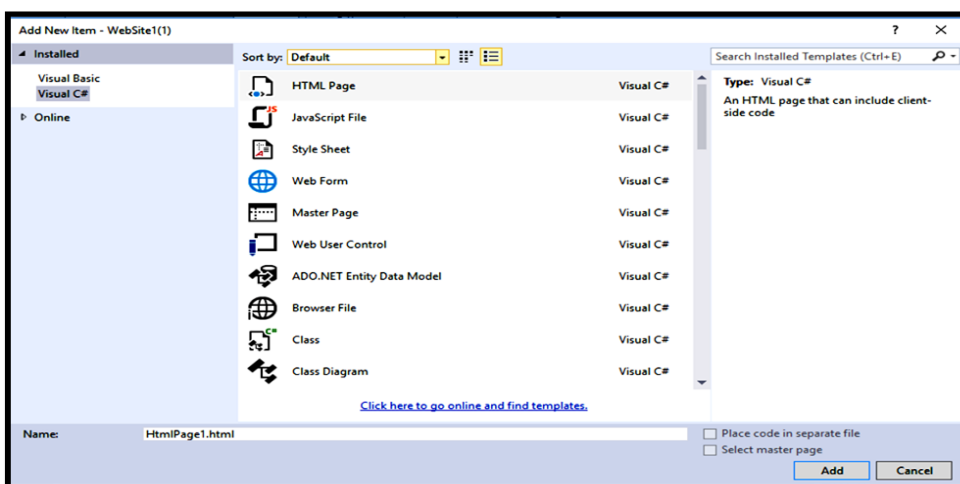 Add New Item - WebSite1(1)
? ×
Installed
Sort by: Default
Search Installed Templates (Ctrl+E)
Visual Basic
Visual C#
Online
HTML Page Visual C#
JavaScript File Visual C#
Style Sheet Visual C#
Web Form Visual C#
Master Page Visual C#
Web User Control Visual C#
ADO.NET Entity Data Model Visual C#
Browser File Visual C#
Class Visual C#
Class Diagram Visual C#
Click here to go online and find templates.
Type: Visual C#
An HTML page that can include client-
side code
Name: HtmlPage1.html
Place code in separate file
Select master page
Add Cancel